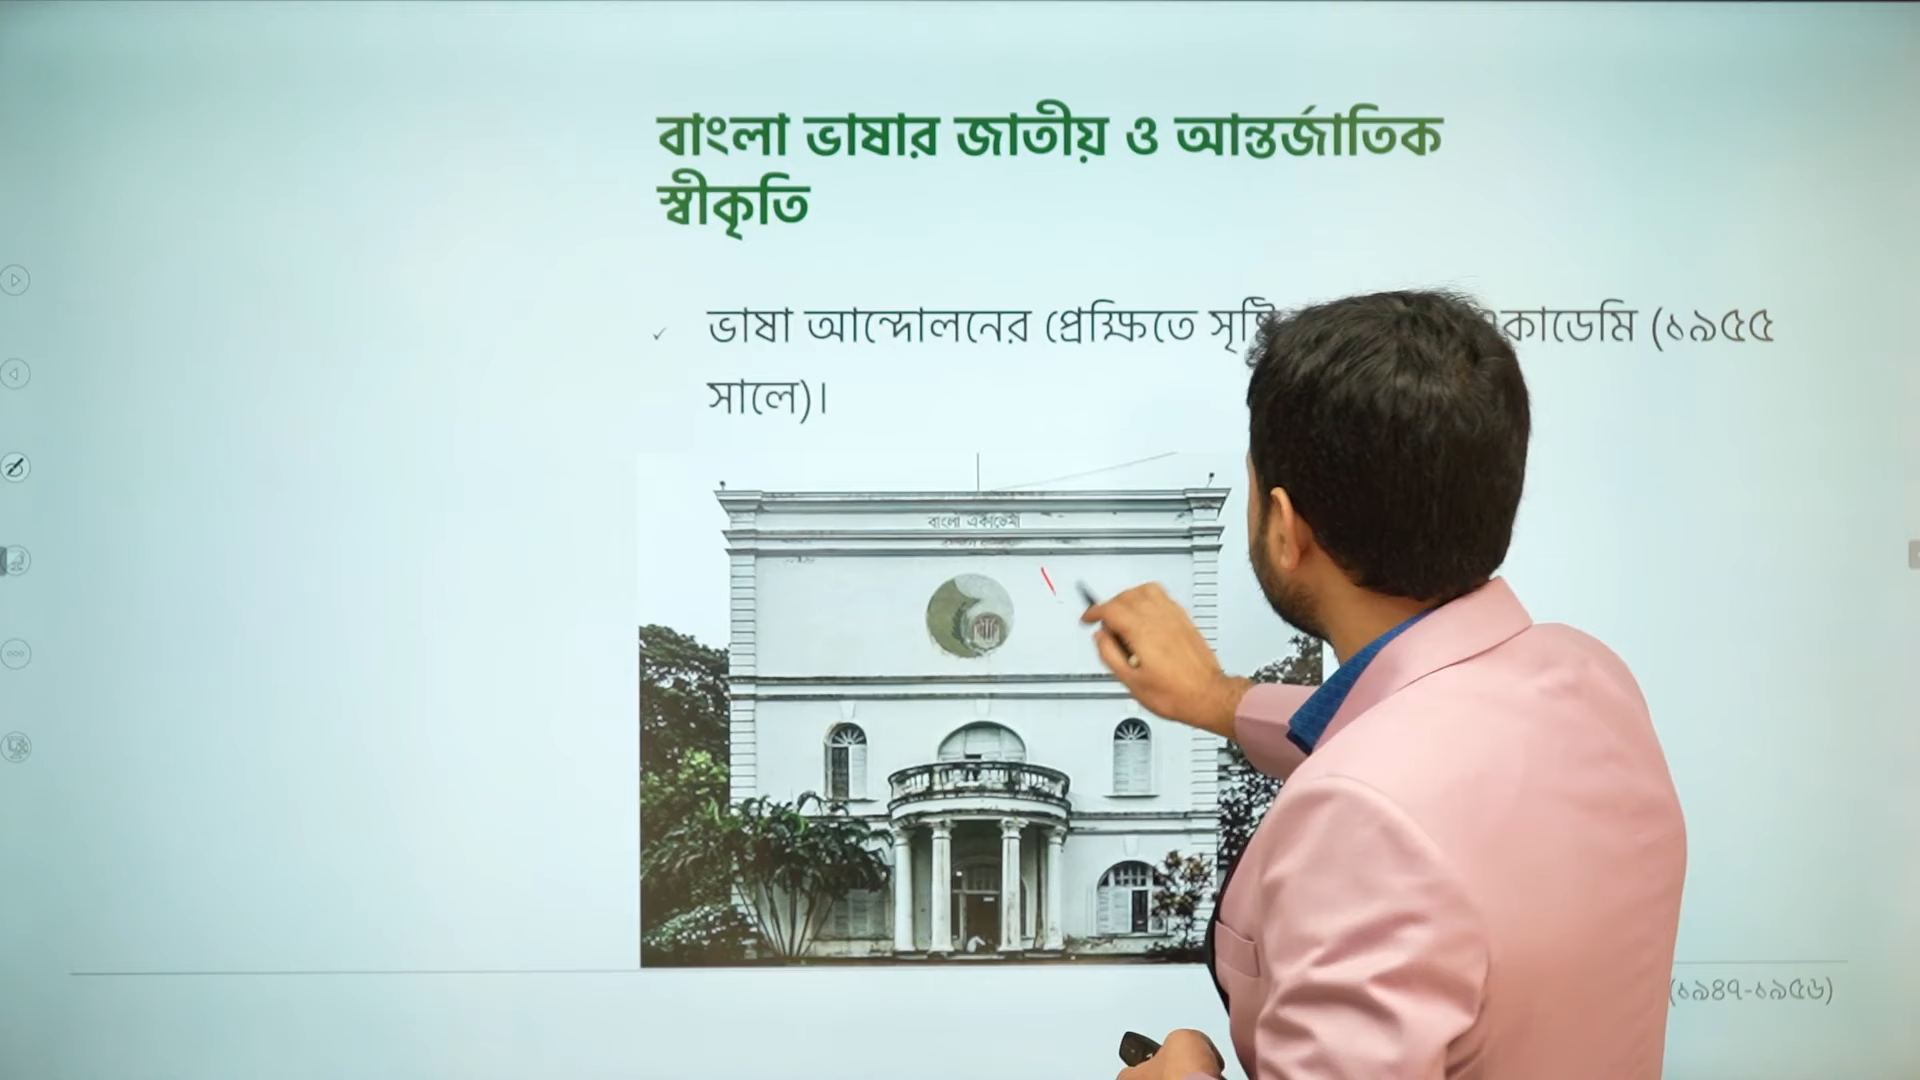 বাংলা ভাষার জাতীয় ও আন্তর্জাতিক
স্বীকৃতি
ভাষা আন্দোলনের প্রেক্ষিতে সৃষ্টি (১৯৫৫
সালে)।
বাংলা একাডেমী
(১৯৪৭-১৯৫৬)